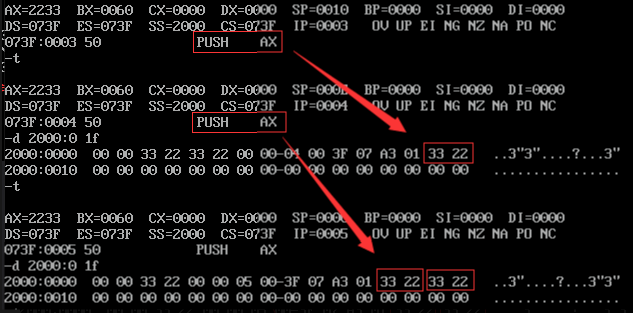 AX=2233 BX=0060 CX=0000 DX=0000 SP=0010 BP=0000 SI=0000 DI=0000
DS=073F ES=073F SS=2000 CS=073F IP=0003 OV UP EI NG NZ NA PO NC
073F:0003 50 PUSH AX
-t
AX=2233 BX=0060 CX=0000 DX=0000 BP=0000 SI=0000 DI=0000
DS=073F ES=073F SS=2000 CS=073F IP=0004 OV UP EI NG NZ NA PO NC
073F:0004 50 PUSH AX
-d 2000:0 1f
2000:0000 00 00 33 22 33 22 00 00-04 00 3F 07 A3 01 33 22 ..3"3"....?...3"
2000:0010 00 00 00 00 00 00 00 00 00 00 00 00 00 00 00 00 ................
-t
AX=2233 BX=0060 CX=0000 DX=0000 BP=0000 SI=0000 DI=0000
DS=073F ES=073F SS=2000 CS=073F IP=0005 OV UP EI NG NZ NA PO NC
073F:0005 50 PUSH AX
-d 2000:0 1f
2000:0000 00 00 33 22 00 00 05 00-3F 07 A3 01 33 22 33 22 ..3"....?...3"3"
2000:0010 00 00 00 00 00 00 00 00 00 00 00 00 00 00 00 00 ................